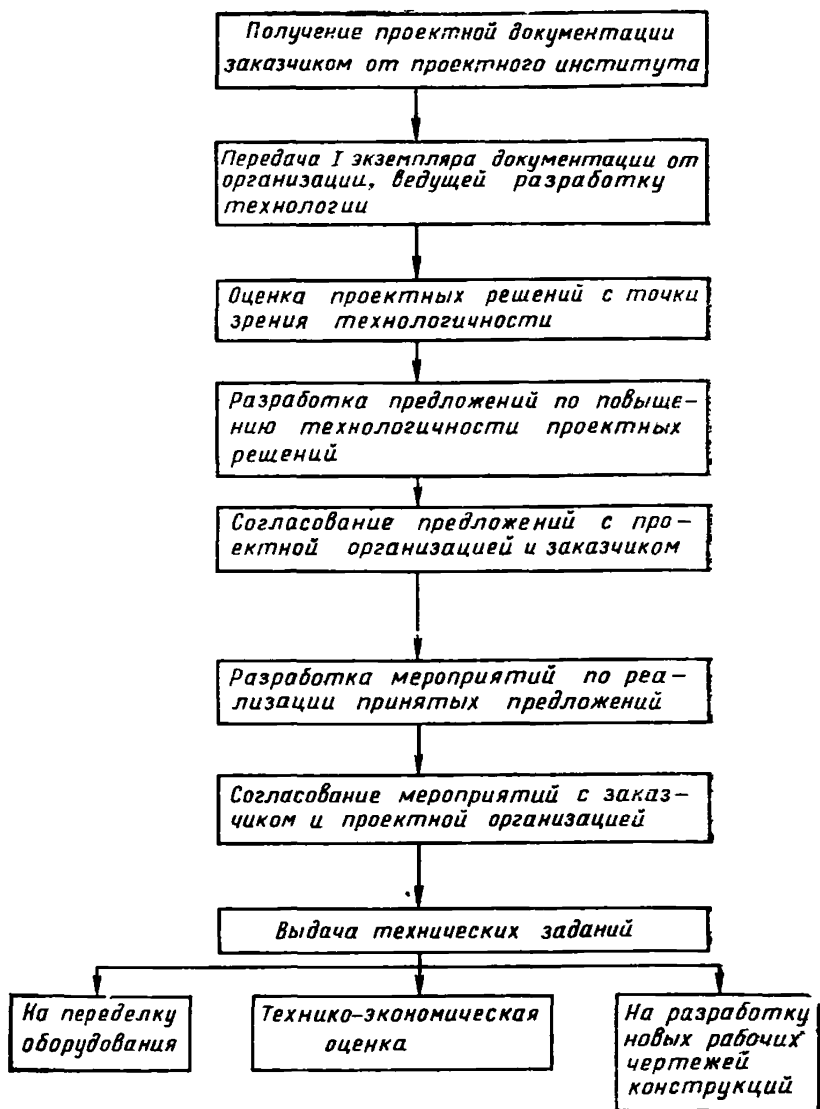 Получение проектной документации
заказчиком от проектного института
Передача I экземпляра документации от
организации, ведущей разработку
технологии
Оценка проектных решений с точки
зрения технологичности
Разработка предложений по повыще-
нию технологичности проектных
решений
Согласование предложений с про-
ектной организацией и заказчиком
Разработка мероприятий по реа-
лизации принятых предложений
Согласование мероприятий с заказ-
чиком и проектной организацией
Выдача технических заданий
На переделку
оборудования
Технико-экономическая
оценка
На разработку
новых рабочих
чертежей
конструкций